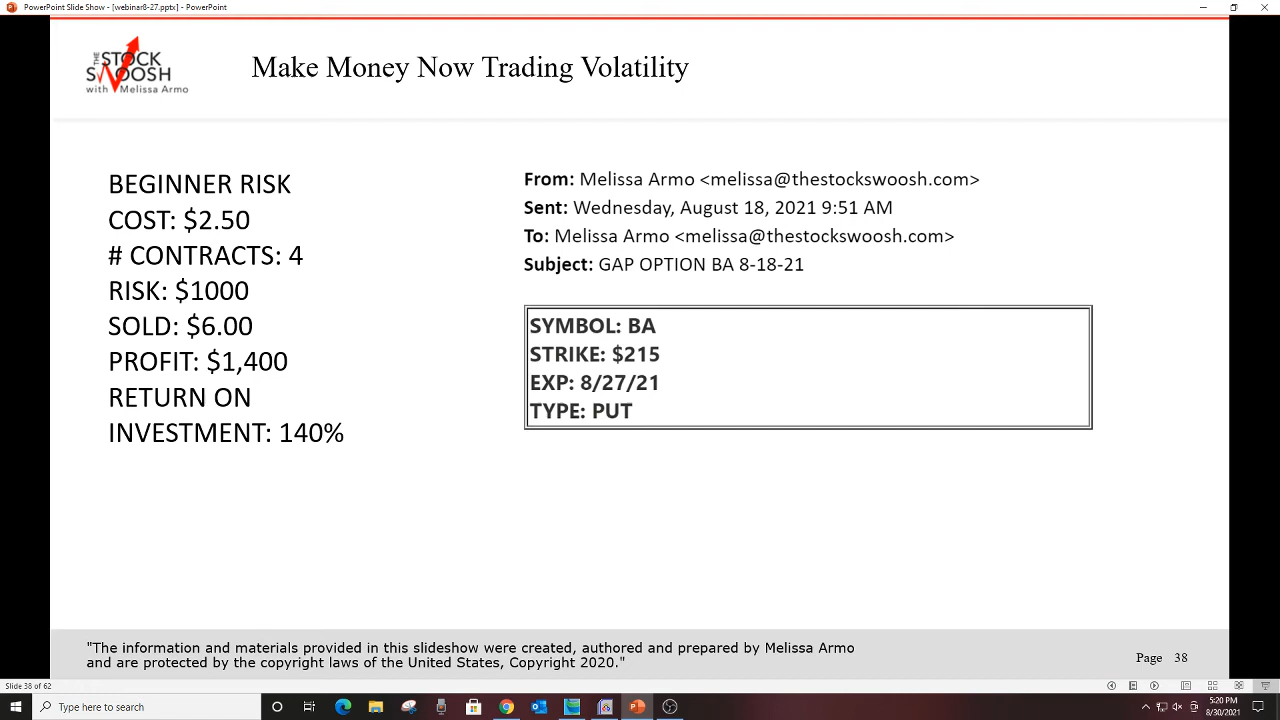 PowerPoint Slide Show - [webinar8-27.pptx] - PowerPoint
THE
STOCK
SWOOSH
with Melissa Armo
Make Money Now Trading Volatility
BEGINNER RISK
COST: $2.50
# CONTRACTS: 4
RISK: $1000
SOLD: $6.00
PROFIT: $1,400
RETURN ON
INVESTMENT: 140%
From: Melissa Armo <melissa@thestockswoosh.com>
Sent: Wednesday, August 18, 2021 9:51 AM
To: Melissa Armo <melissa@thestockswoosh.com>
Subject: GAP OPTION BA 8-18-21
SYMBOL: BA
STRIKE: $215
EXP: 8/27/21
TYPE: PUT
"The information and materials provided in this slideshow were created, authored and prepared by Melissa Armo
and are protected by the copyright laws of the United States, Copyright 2020."
Page 38
Slide 38 of 62
Type here to search
5:20 PM
8/30/2021